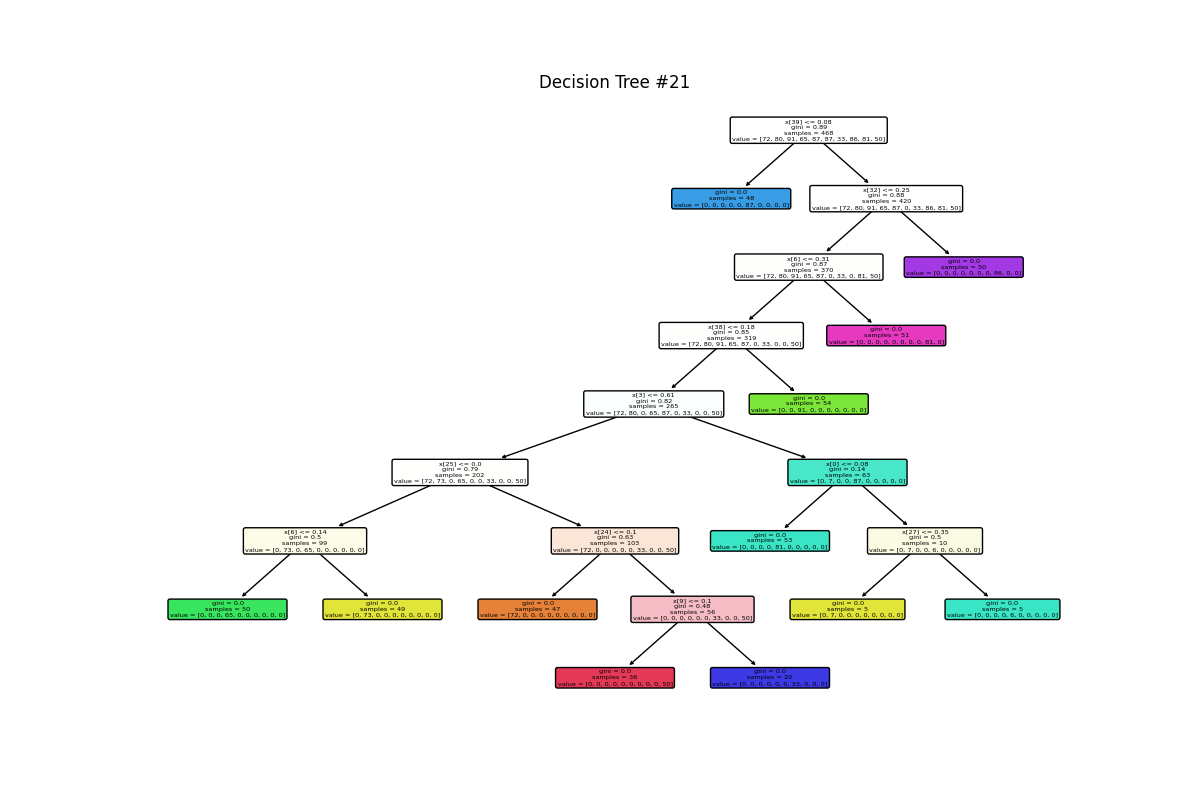 Decision Tree #21
x[39] <= 0.08
gini = 0.89
samples = 468
value = [72, 80, 91, 65, 87, 87, 33, 86, 81, 50]
gini = 0.0
samples = 48
value = [0, 0, 0, 0, 0, 87, 0, 0, 0, 0]
x[32] <= 0.25
gini = 0.88
samples = 420
value = [72, 80, 91, 65, 87, 0, 33, 86, 81, 50]
x[6] <= 0.31
gini = 0.87
samples = 370
value = [72, 80, 91, 65, 87, 0, 33, 0, 81, 50]
gini = 0.0
samples = 50
value = [0, 0, 0, 0, 0, 0, 0, 86, 0, 0]
x[38] <= 0.18
gini = 0.85
samples = 319
value = [72, 80, 91, 65, 87, 0, 33, 0, 0, 50]
gini = 0.0
samples = 51
value = [0, 0, 0, 0, 0, 0, 0, 0, 81, 0]
x[3] <= 0.61
gini = 0.82
samples = 265
value = [72, 80, 0, 65, 87, 0, 33, 0, 0, 50]
gini = 0.0
samples = 54
value = [0, 0, 91, 0, 0, 0, 0, 0, 0, 0]
x[25] <= 0.0
gini = 0.79
samples = 202
value = [72, 73, 0, 65, 0, 0, 33, 0, 0, 50]
x[0] <= 0.08
gini = 0.14
samples = 63
value = [0, 7, 0, 0, 87, 0, 0, 0, 0, 0]
x[6] <= 0.14
gini = 0.5
samples = 99
value = [0, 73, 0, 65, 0, 0, 0, 0, 0, 0]
x[24] <= 0.1
gini = 0.63
samples = 103
value = [72, 0, 0, 0, 0, 0, 33, 0, 0, 50]
gini = 0.0
samples = 53
value = [0, 0, 0, 0, 81, 0, 0, 0, 0, 0]
x[27] <= 0.35
gini = 0.5
samples = 10
value = [0, 7, 0, 0, 6, 0, 0, 0, 0, 0]
gini = 0.0
samples = 50
value = [0, 0, 0, 65, 0, 0, 0, 0, 0, 0]
gini = 0.0
samples = 49
value = [0, 73, 0, 0, 0, 0, 0, 0, 0, 0]
gini = 0.0
samples = 47
value = [72, 0, 0, 0, 0, 0, 0, 0, 0, 0]
x[9] <= 0.1
gini = 0.48
samples = 56
value = [0, 0, 0, 0, 0, 0, 33, 0, 0, 50]
gini = 0.0
samples = 5
value = [0, 7, 0, 0, 0, 0, 0, 0, 0, 0]
gini = 0.0
samples = 5
value = [0, 0, 0, 0, 6, 0, 0, 0, 0, 0]
gini = 0.0
samples = 36
value = [0, 0, 0, 0, 0, 0, 0, 0, 0, 50]
gini = 0.0
samples = 20
value = [0, 0, 0, 0, 0, 0, 33, 0, 0, 0]